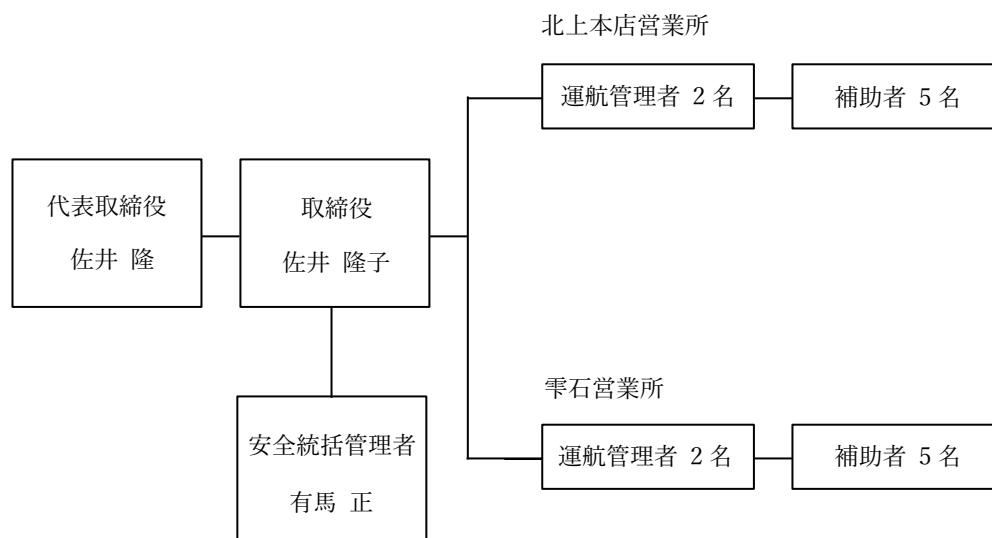 北上本店営業所
運航管理者 2名
補助者 5名
代表取締役
佐井 隆
取締役
佐井 隆子
雫石営業所
安全統括管理者
有馬 正
運航管理者 2名
補助者 5名